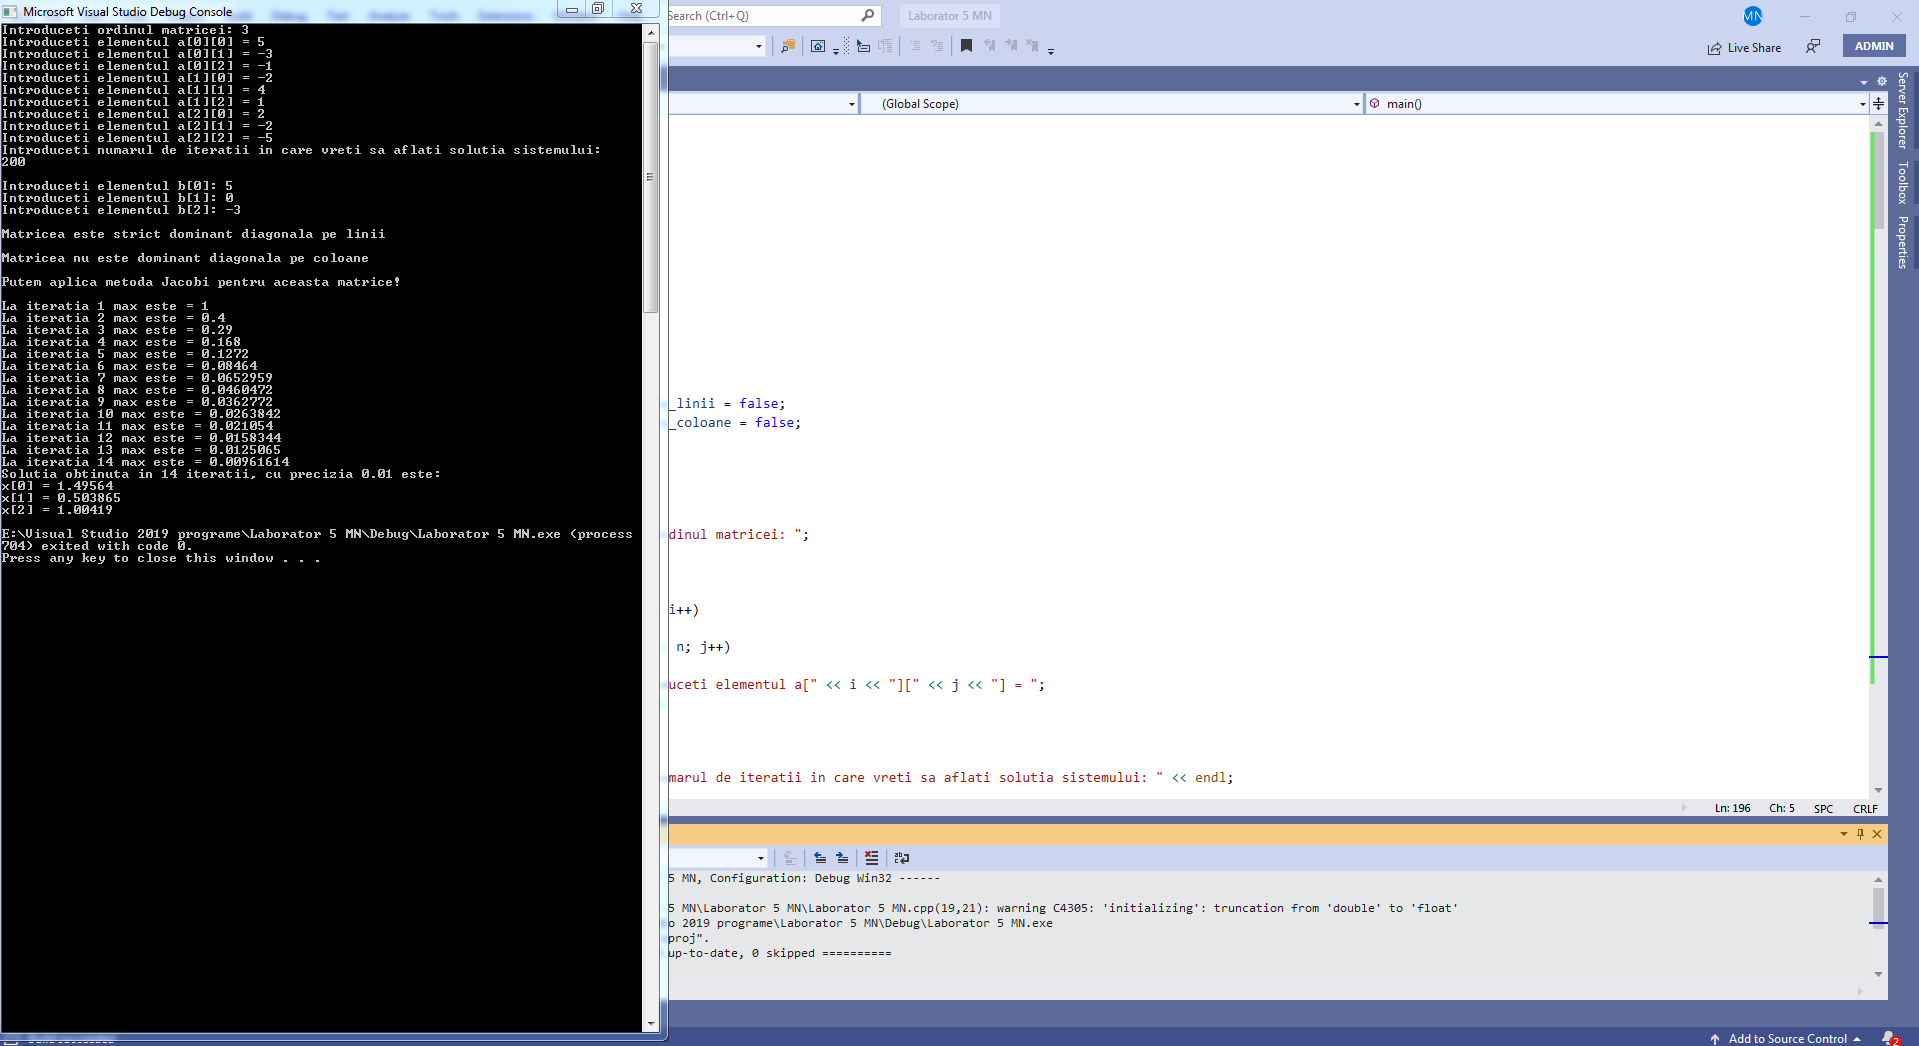 Microsoft Visual Studio Debug Console
Search (Ctrl+Q)
Laborator 5 MN
MN
Live Share
ADMIN
(Global Scope)
main()
Server Explorer
Toolbox
Properties
Introduceti ordinul matricei: 3
Introduceti elementul a[0][0] = 5
Introduceti elementul a[0][1] = -3
Introduceti elementul a[0][2] = -1
Introduceti elementul a[1][0] = -2
Introduceti elementul a[1][1] = 4
Introduceti elementul a[1][2] = 1
Introduceti elementul a[2][0] = 2
Introduceti elementul a[2][1] = -2
Introduceti elementul a[2][2] = -5
Introduceti numarul de iteratii in care vreti sa aflati solutia sistemului:
200
Introduceti elementul b[0]: 5
Introduceti elementul b[1]: 0
Introduceti elementul b[2]: -3
Matricea este strict dominant diagonala pe linii
Matricea nu este dominant diagonala pe coloane
Putem aplica metoda Jacobi pentru aceasta matrice!
La iteratia 1 max este = 1
La iteratia 2 max este = 0.4
La iteratia 3 max este = 0.29
La iteratia 4 max este = 0.168
La iteratia 5 max este = 0.1272
La iteratia 6 max este = 0.08464
La iteratia 7 max este = 0.0652959
La iteratia 8 max este = 0.0460472
La iteratia 9 max este = 0.0362772
La iteratia 10 max este = 0.0263842
La iteratia 11 max este = 0.021054
La iteratia 12 max este = 0.0158344
La iteratia 13 max este = 0.0125065
La iteratia 14 max este = 0.00961614
Solutia obtinuta in 14 iteratii, cu precizia 0.01 este:
x[0] = 1.49564
x[1] = 0.503865
x[2] = 1.00419
E:\Visual Studio 2019 programe\Laborator 5 MN\Debug\Laborator 5 MN.exe (process
704) exited with code 0.
Press any key to close this window . . .
_linii = false;
_coloane = false;
dinul matricei: ";
i++)
n; j++)
uceti elementul a[" << i << "][" << j << "] = ";
marul de iteratii in care vreti sa aflati solutia sistemului: " << endl;
Ln: 196 Ch: 5 SPC CRLF
5 MN, Configuration: Debug Win32 ------
5 MN\Laborator 5 MN\Laborator 5 MN.cpp(19,21): warning C4305: 'initializing': truncation from 'double' to 'float'
o 2019 programe\Laborator 5 MN\Debug\Laborator 5 MN.exe
proj".
up-to-date, 0 skipped ==========
Add to Source Control
2